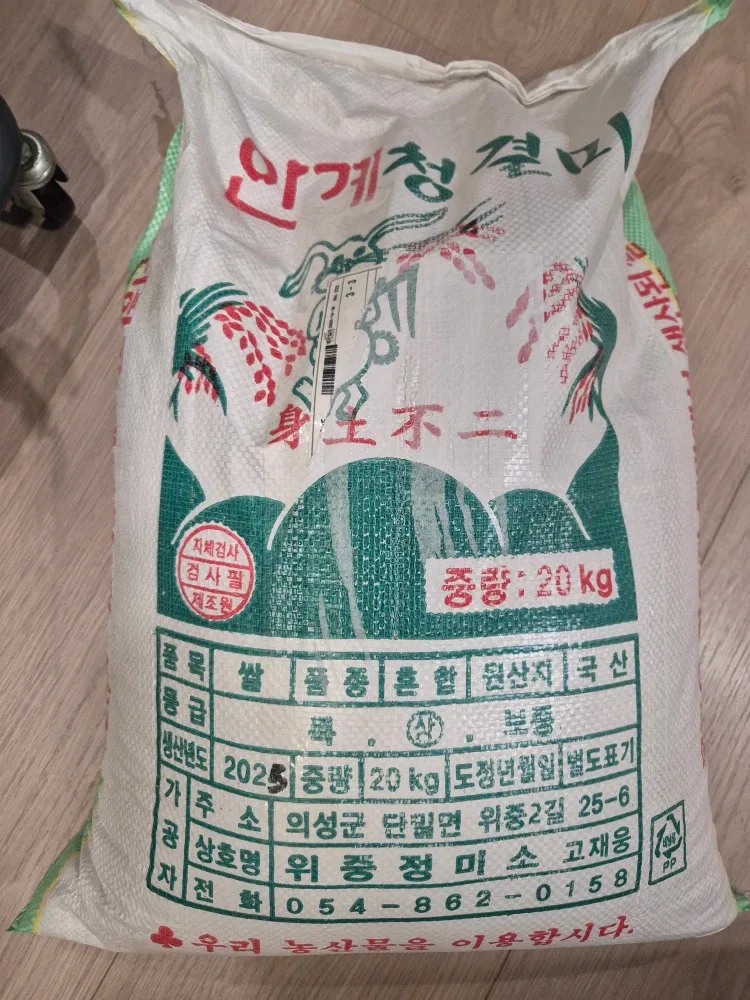 안계청결미
3-3
身土不二
자체검사
검사필
제조원
중량: 20 kg
품목 쌀 품종 혼합 원산지 국산
등급 특 . 상 . 보통
생산년도 2025 중량 20 kg 도정년월일 별도표기
가공자 주소 의성군 단밀면 위중2길 25-6
상호명 위중정미소 고재웅
전화 054-862-0158
PP
우리 농산물을 이용합시다.